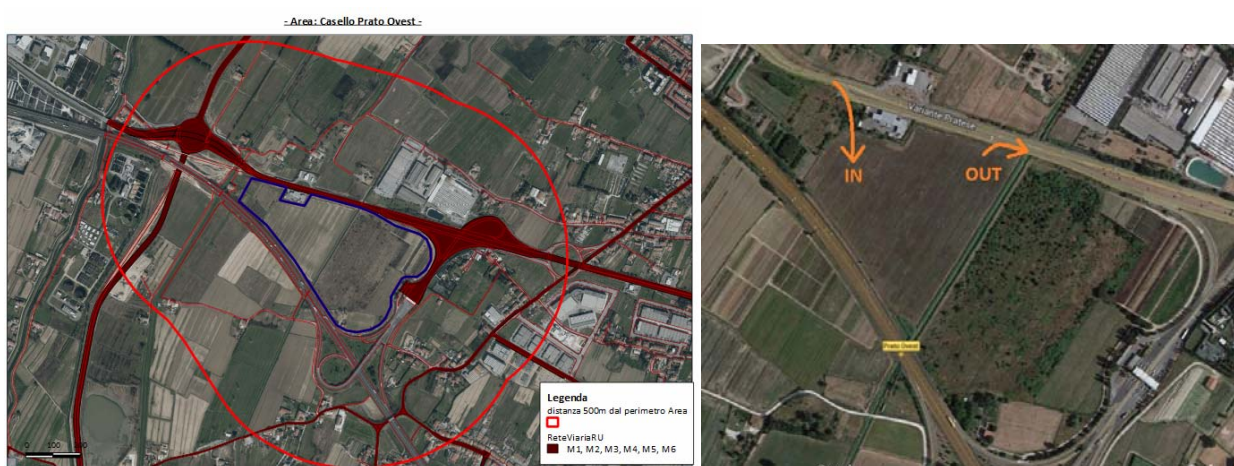 - Area: Casello Prato Ovest -
Legenda
distanza 500m dal perimetro Area
ReteViariaRU
M1, M2, M3, M4, M5, M6
0
Variante Pratese
IN
OUT
Prato Ovest